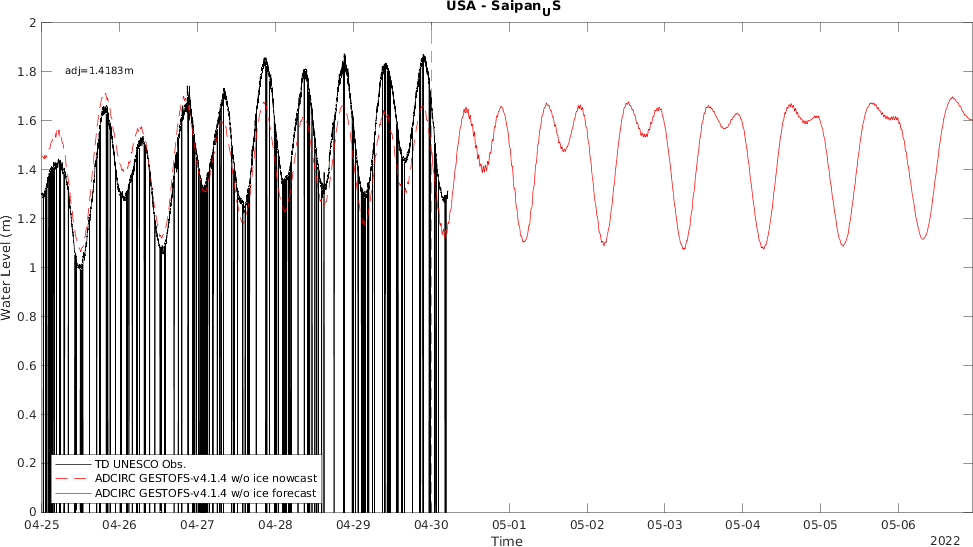 USA - Saipan_US
2
1.8
1.6
1.4
1.2
1
0.8
0.6
0.4
0.2
0
Water Level (m)
adj=1.4183m
TD UNESCO Obs.
ADCIRC GESTOFS-v4.1.4 w/o ice nowcast
ADCIRC GESTOFS-v4.1.4 w/o ice forecast
04-25 04-26 04-27 04-28 04-29 04-30 05-01 05-02 05-03 05-04 05-05 05-06
Time
2022